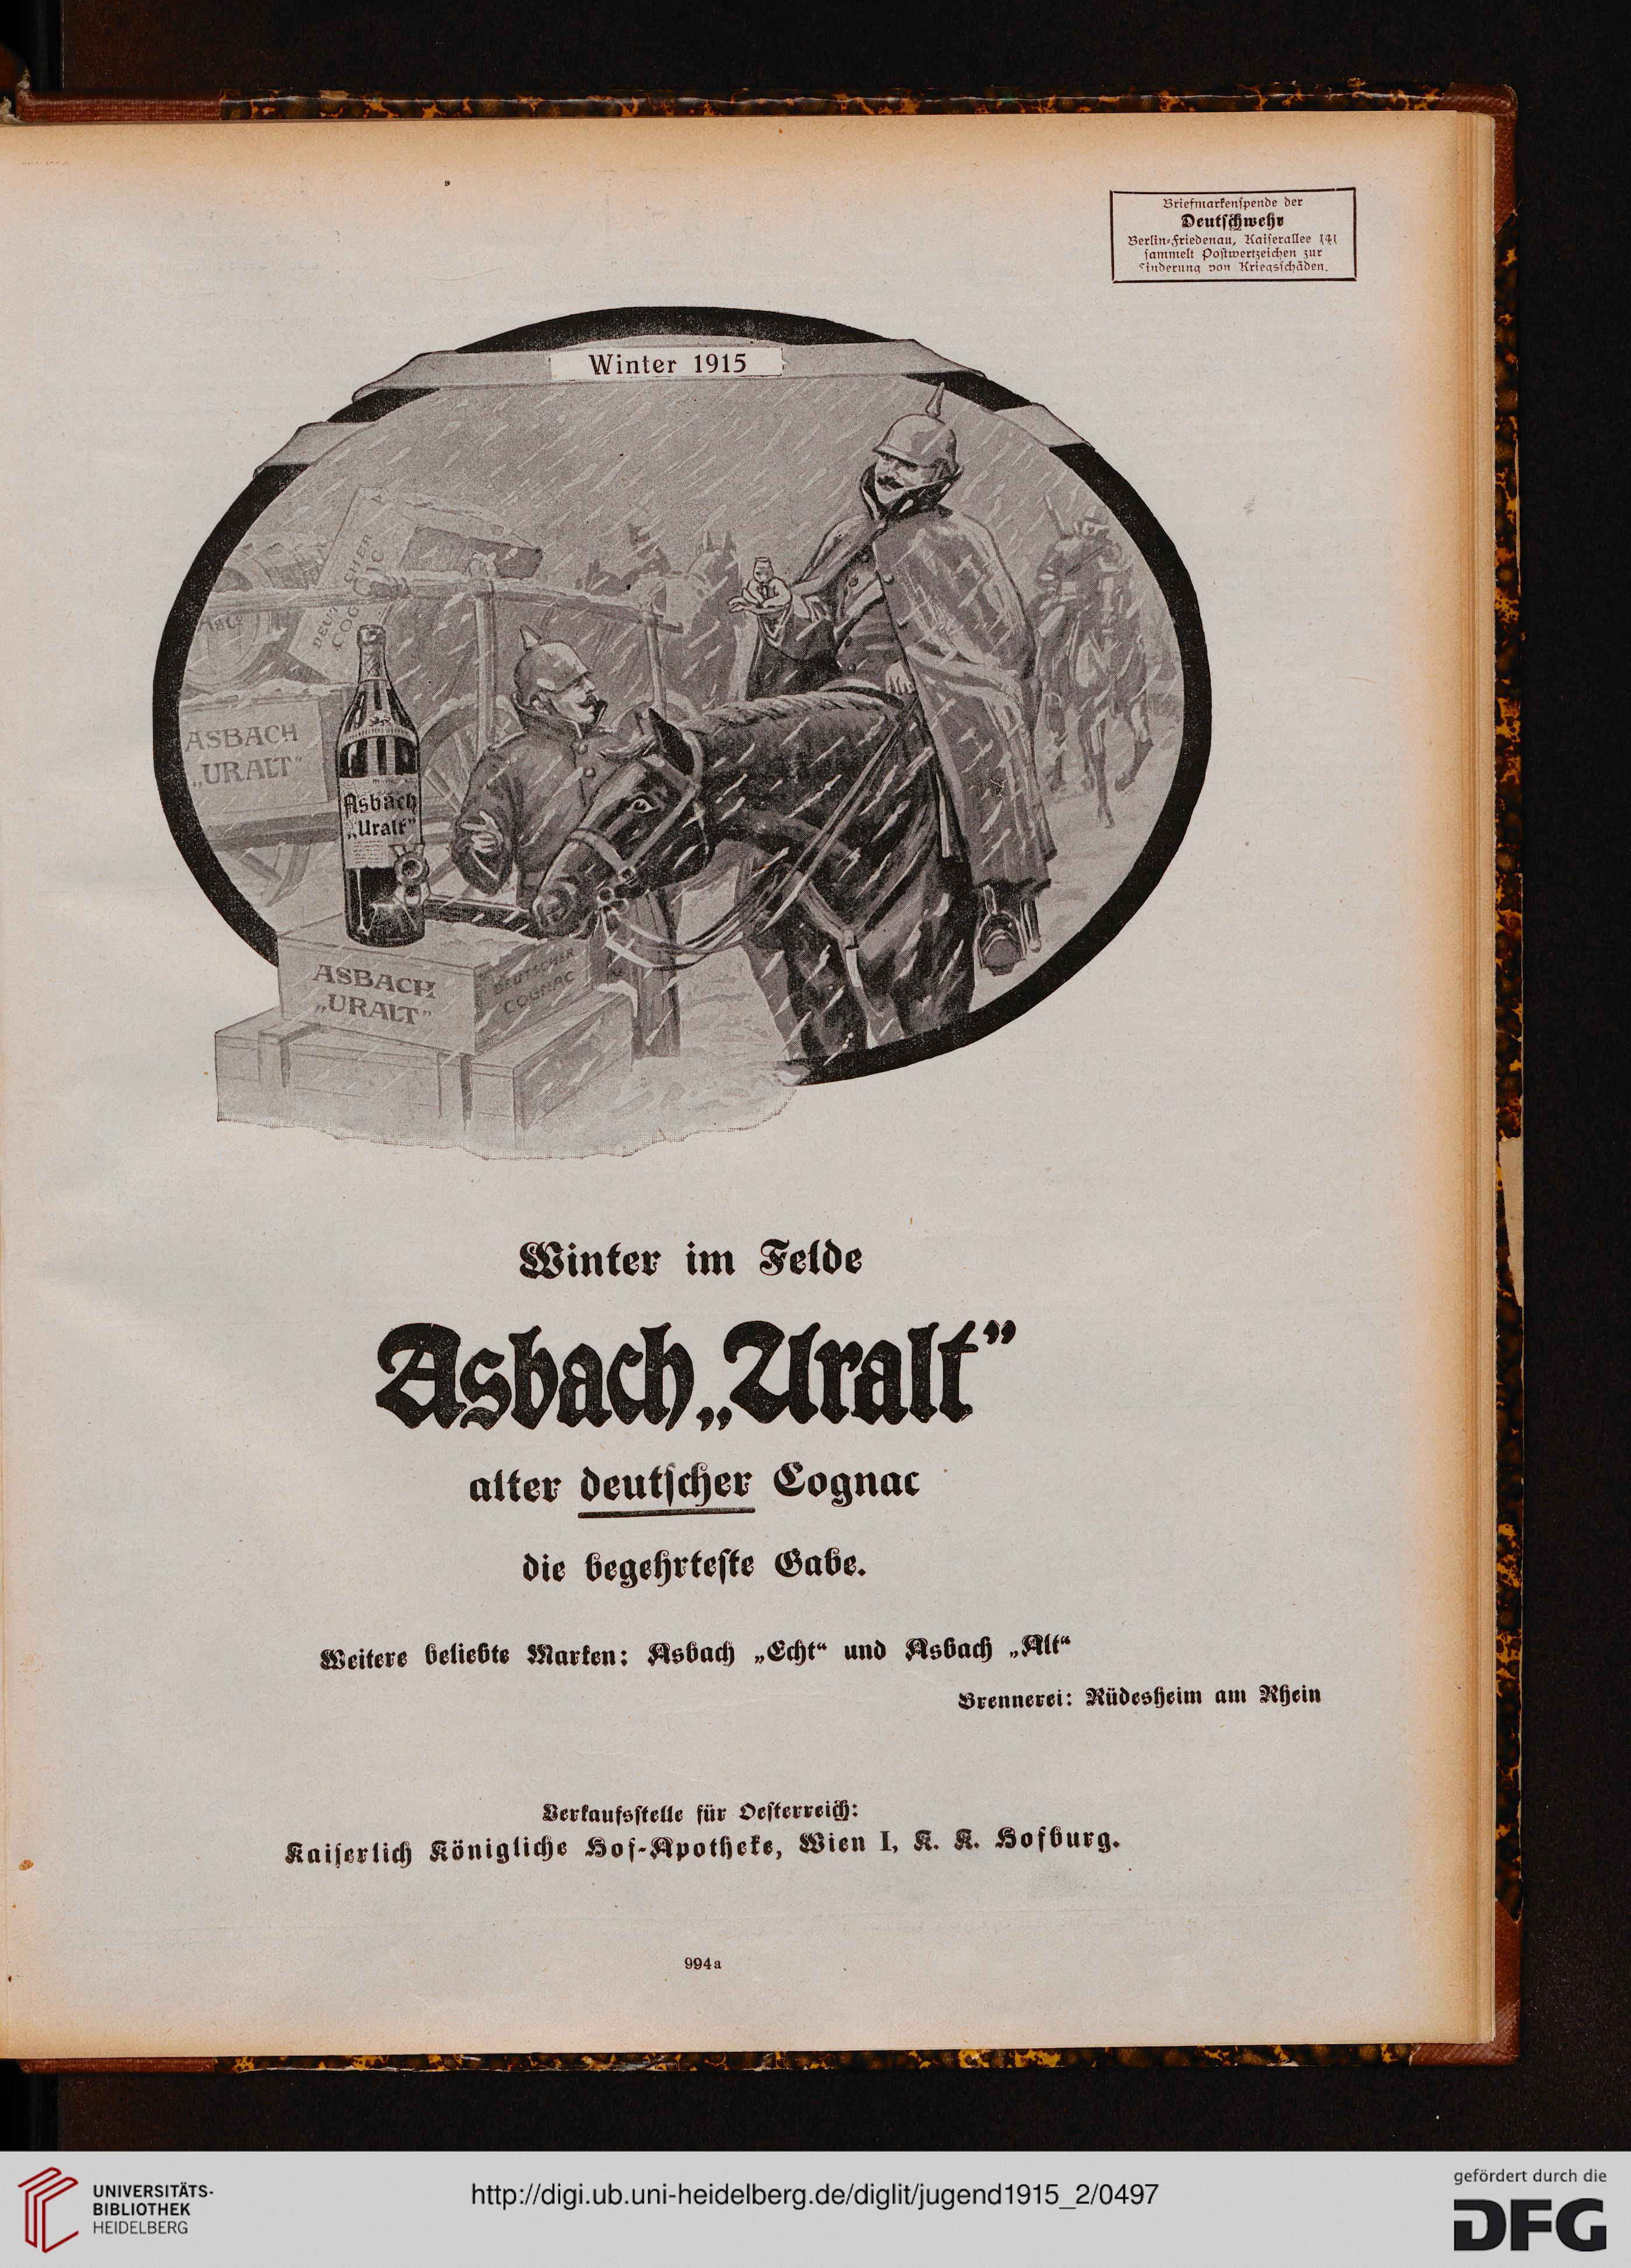 Briefmarkenspende der
Deutschwehr
Berlin-Friedenau, Kaiserallee 141
sammelt Postwertzeichen zur
Linderung von Kriegsschäden.
Winter 1915
DEUTSCHER
COGNAC
A & Co
ASBACH
„URALT”
Asbach
„Uralt”
ASBACH
„URALT”
DEUTSCHER
COGNAC
Winter im Felde
Asbach „Uralt”
alter deutscher Cognac
die begehrteste Gabe.
Weitere beliebte Marken: Asbach „Echt“ und Asbach „Alt“
Brennerei: Rüdesheim am Rhein
Verkaufsstelle für Oesterreich:
Kaiserlich Königliche Hof-Apotheke, Wien I, K. K. Hofburg.
994a
UNIVERSITÄTS-
BIBLIOTHEK
HEIDELBERG
http://digi.ub.uni-heidelberg.de/diglit/jugend1915_2/0497
gefördert durch die
DFG